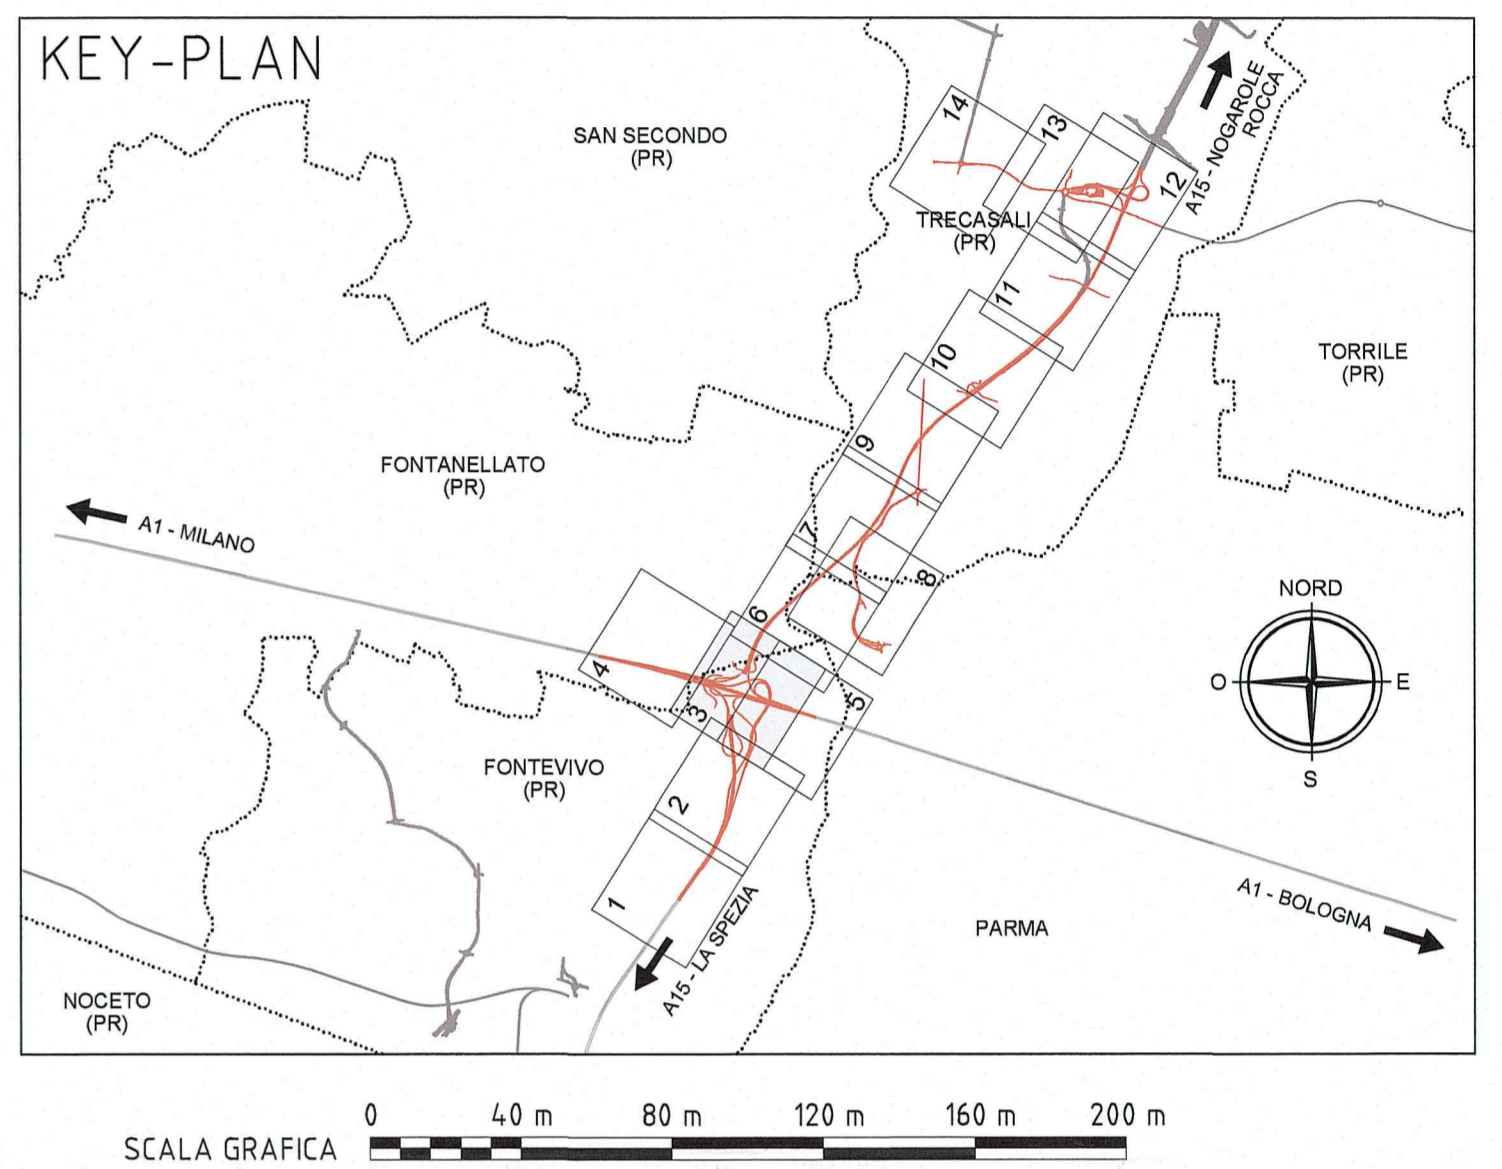 KEY-PLAN
SAN SECONDO
(PR)
14
13
12
A15 - NOGAROLE
ROCCA
TRECASALI
(PR)
11
TORRILE
(PR)
10
9
FONTANELLATO
(PR)
A1 - MILANO
7
8
6
NORD
O
E
S
4
5
3
FONTEVIVO
(PR)
2
1
A15 - LA SPEZIA
A1 - BOLOGNA
PARMA
NOCETO
(PR)
0 40 m 80 m 120 m 160 m 200 m
SCALA GRAFICA